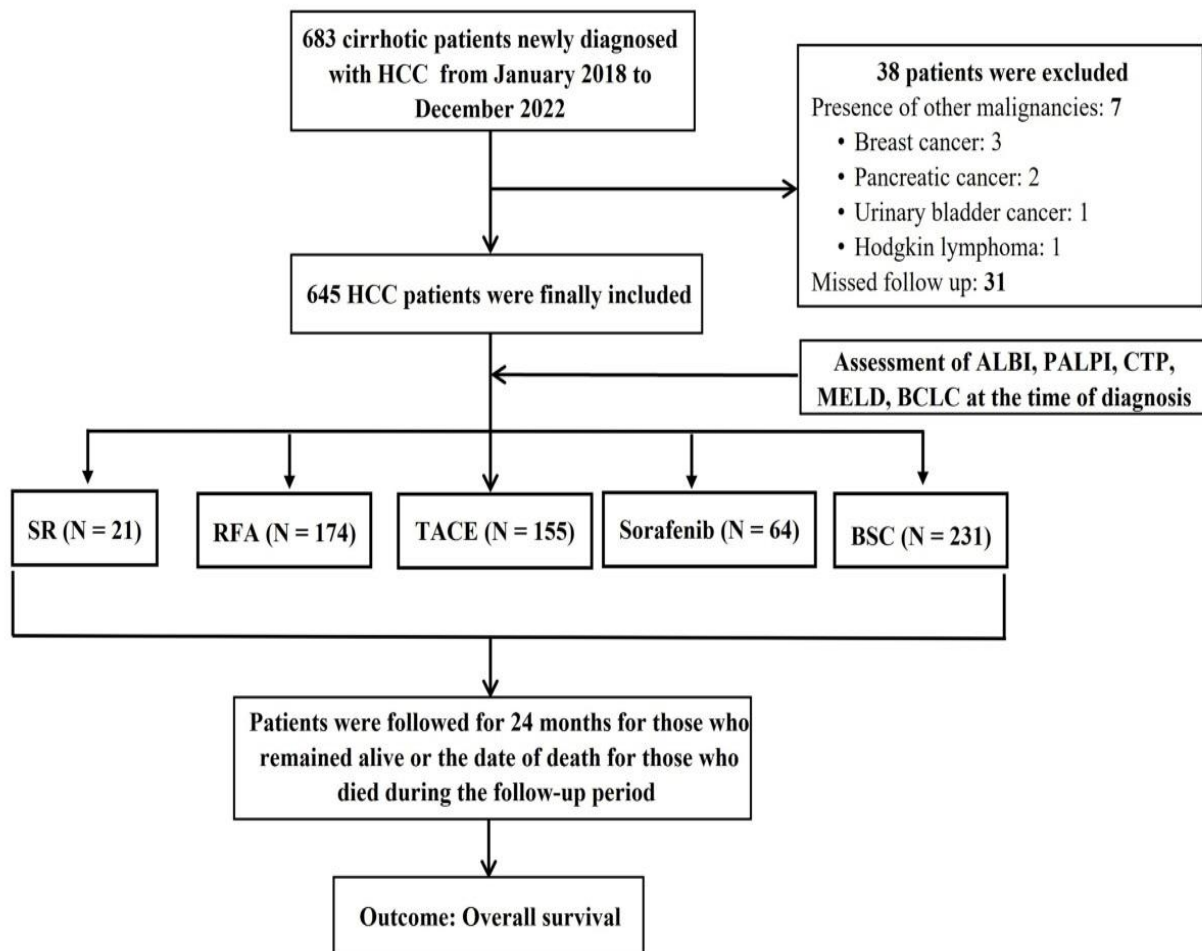 683 cirrhotic patients newly diagnosed
with HCC from January 2018 to
December 2022
38 patients were excluded
Presence of other malignancies: 7
• Breast cancer: 3
• Pancreatic cancer: 2
• Urinary bladder cancer: 1
• Hodgkin lymphoma: 1
Missed follow up: 31
645 HCC patients were finally included
Assessment of ALBI, PALPI, CTP,
MELD, BCLC at the time of diagnosis
SR (N = 21)
RFA (N = 174)
TACE (N = 155)
Sorafenib (N = 64)
BSC (N = 231)
Patients were followed for 24 months for those who
remained alive or the date of death for those who
died during the follow-up period
Outcome: Overall survival